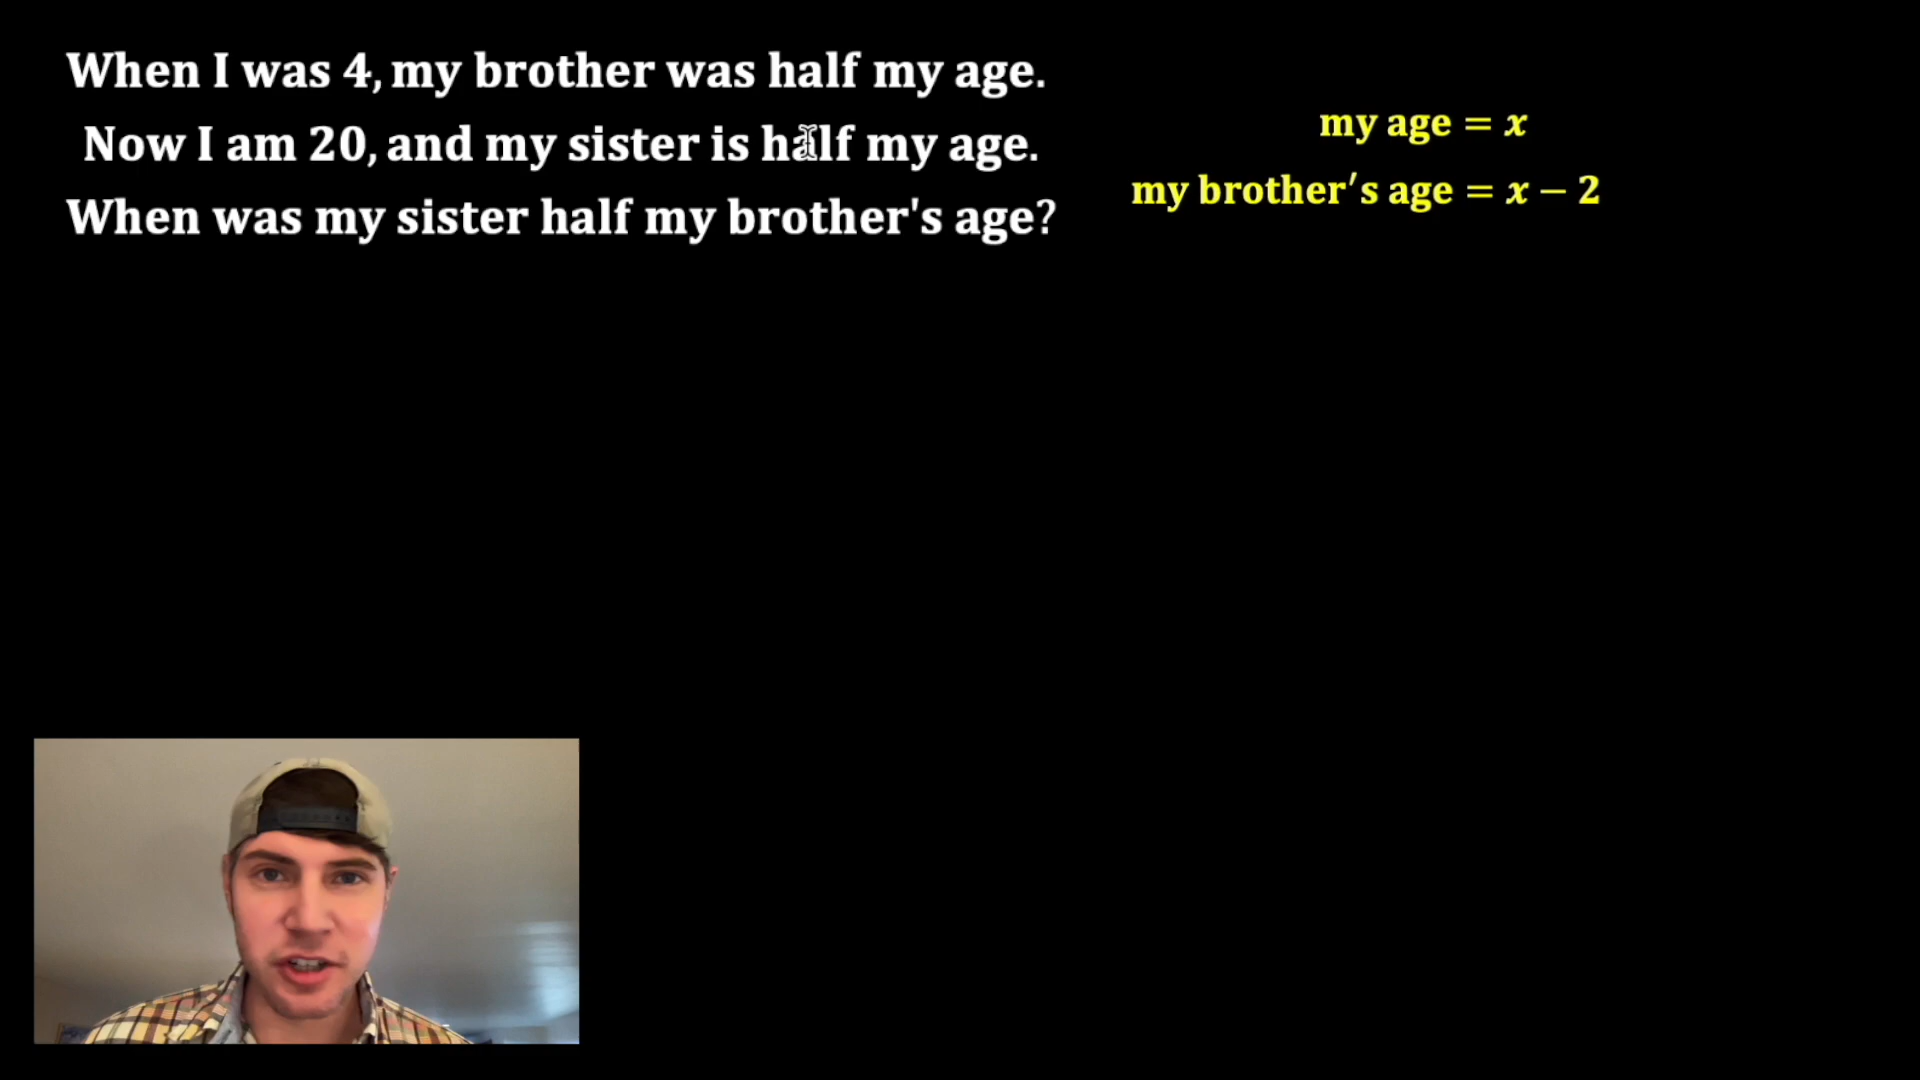 When I was 4, my brother was half my age.
Now I am 20, and my sister is half my age.
When was my sister half my brother's age?
my age = x
my brother′s age = x − 2